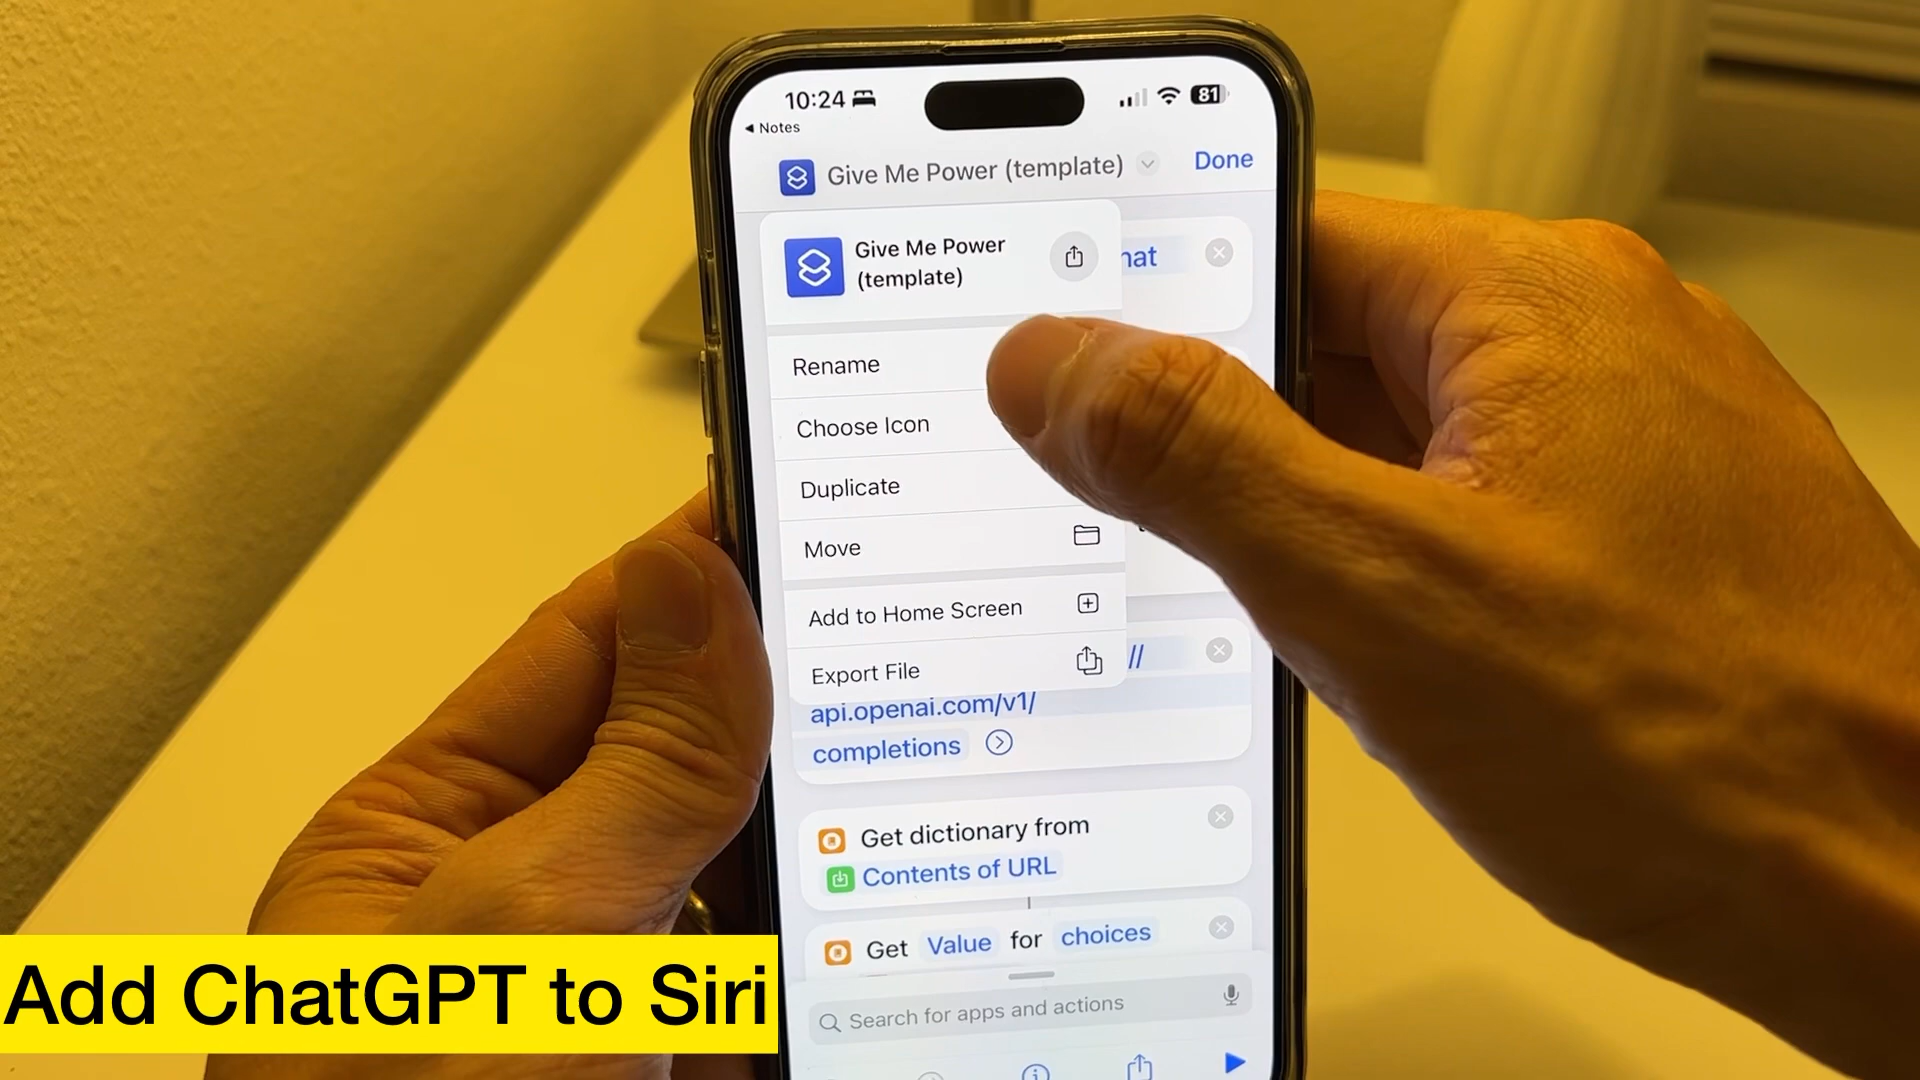 10:24
81
Notes
Give Me Power (template)
Done
Give Me Power
(template)
Rename
Choose Icon
Duplicate
Move
Add to Home Screen
Export File
//
api.openai.com/v1/
completions
Get dictionary from
Contents of URL
Get Value for choices
Search for apps and actions
Add ChatGPT to Siri